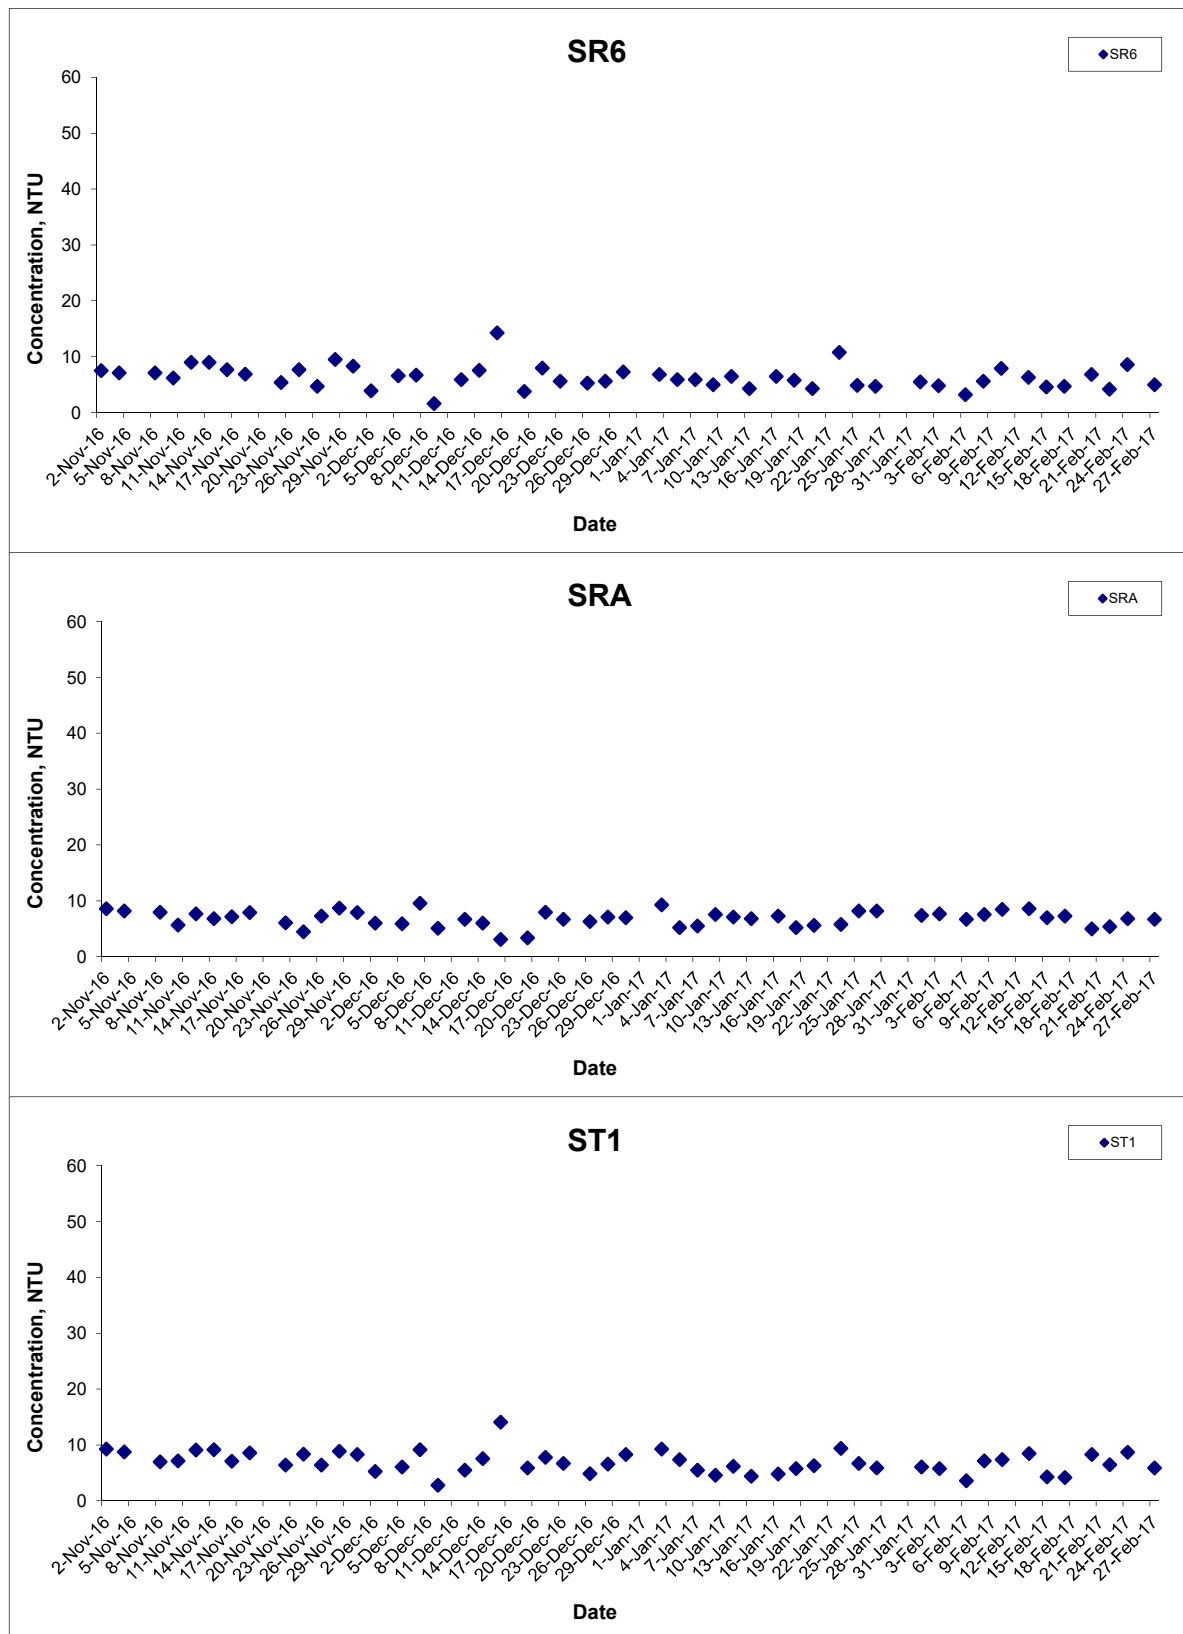 SR6
SR6
60
50
40
30
20
10
0
Concentration, NTU
2-Nov-16
5-Nov-16
8-Nov-16
11-Nov-16
14-Nov-16
17-Nov-16
20-Nov-16
23-Nov-16
26-Nov-16
29-Nov-16
2-Dec-16
5-Dec-16
8-Dec-16
11-Dec-16
14-Dec-16
17-Dec-16
20-Dec-16
23-Dec-16
26-Dec-16
29-Dec-16
1-Jan-17
4-Jan-17
7-Jan-17
10-Jan-17
13-Jan-17
16-Jan-17
19-Jan-17
22-Jan-17
25-Jan-17
28-Jan-17
31-Jan-17
3-Feb-17
6-Feb-17
9-Feb-17
12-Feb-17
15-Feb-17
18-Feb-17
21-Feb-17
24-Feb-17
27-Feb-17
Date
SRA
SRA
60
50
40
30
20
10
0
Concentration, NTU
2-Nov-16
5-Nov-16
8-Nov-16
11-Nov-16
14-Nov-16
17-Nov-16
20-Nov-16
23-Nov-16
26-Nov-16
29-Nov-16
2-Dec-16
5-Dec-16
8-Dec-16
11-Dec-16
14-Dec-16
17-Dec-16
20-Dec-16
23-Dec-16
26-Dec-16
29-Dec-16
1-Jan-17
4-Jan-17
7-Jan-17
10-Jan-17
13-Jan-17
16-Jan-17
19-Jan-17
22-Jan-17
25-Jan-17
28-Jan-17
31-Jan-17
3-Feb-17
6-Feb-17
9-Feb-17
12-Feb-17
15-Feb-17
18-Feb-17
21-Feb-17
24-Feb-17
27-Feb-17
Date
ST1
ST1
60
50
40
30
20
10
0
Concentration, NTU
2-Nov-16
5-Nov-16
8-Nov-16
11-Nov-16
14-Nov-16
17-Nov-16
20-Nov-16
23-Nov-16
26-Nov-16
29-Nov-16
2-Dec-16
5-Dec-16
8-Dec-16
11-Dec-16
14-Dec-16
17-Dec-16
20-Dec-16
23-Dec-16
26-Dec-16
29-Dec-16
1-Jan-17
4-Jan-17
7-Jan-17
10-Jan-17
13-Jan-17
16-Jan-17
19-Jan-17
22-Jan-17
25-Jan-17
28-Jan-17
31-Jan-17
3-Feb-17
6-Feb-17
9-Feb-17
12-Feb-17
15-Feb-17
18-Feb-17
21-Feb-17
24-Feb-17
27-Feb-17
Date